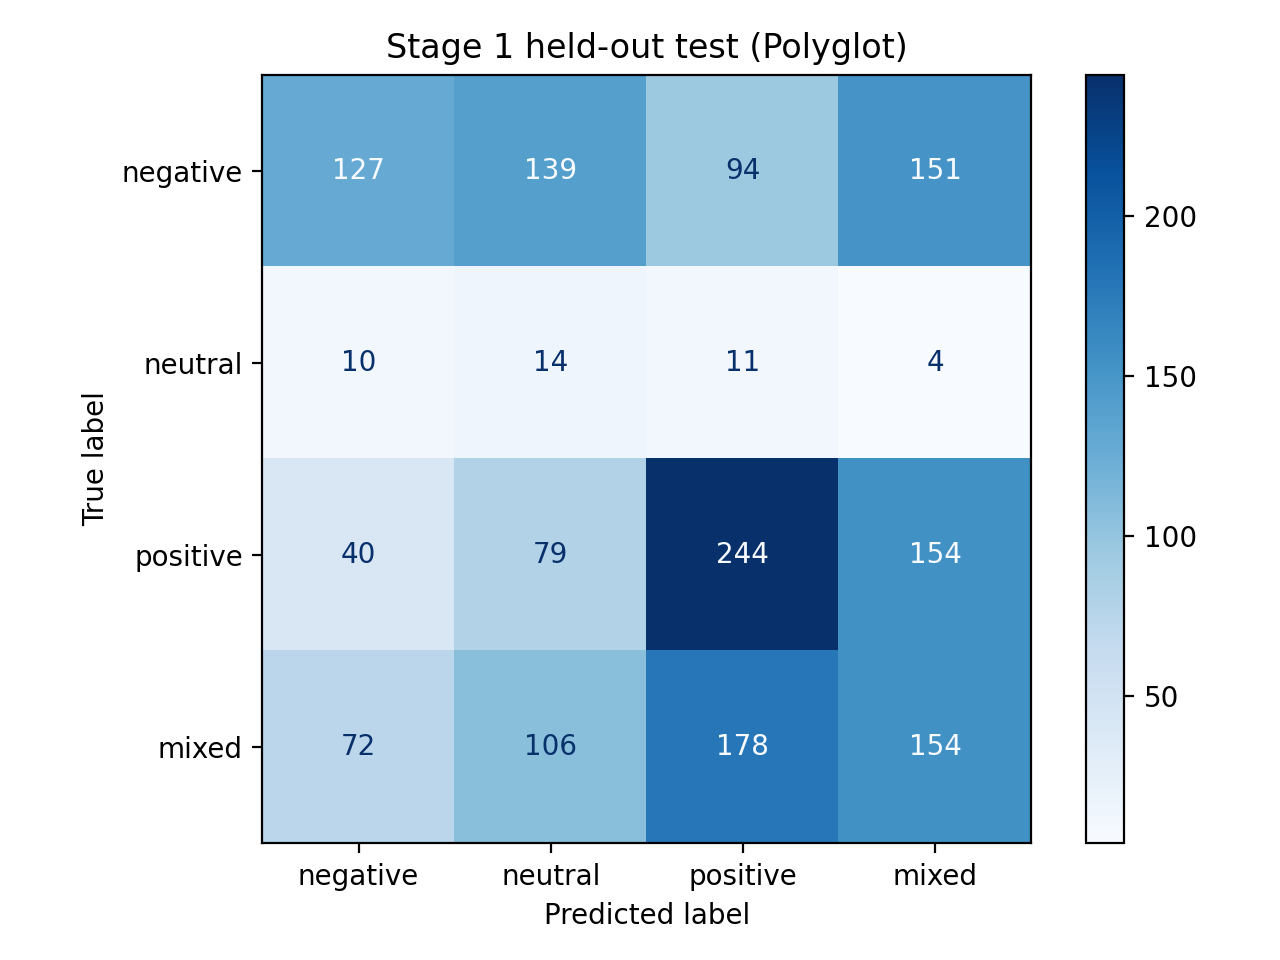 Stage 1 held-out test (Polyglot)
negative 127 139 94 151
neutral 10 14 11 4
positive 40 79 244 154
mixed 72 106 178 154
True label
negative neutral positive mixed
Predicted label
200
150
100
50